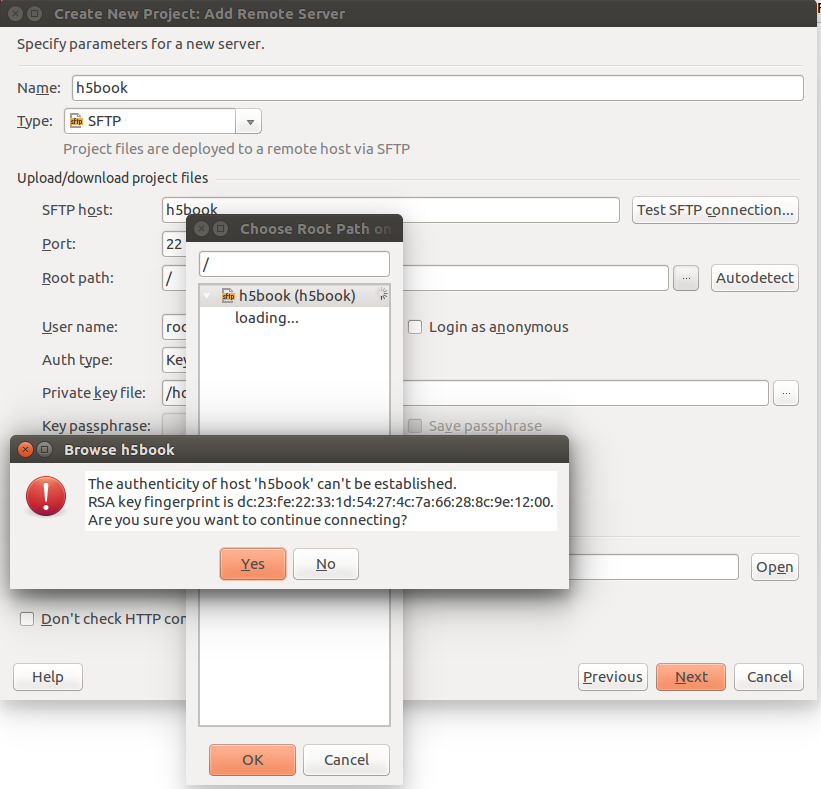 Create New Project: Add Remote Server
Specify parameters for a new server.
Name: h5book
Type: sftp SFTP
Project files are deployed to a remote host via SFTP
Upload/download project files
SFTP host: h5book Test SFTP connection...
Port: 22
Root path: / ... Autodetect
User name: roo Login as anonymous
Auth type: Key
Private key file: /ho ...
Key passphrase: Save passphrase
Open
Don't check HTTP con
Help Previous Next Cancel
Choose Root Path on
/
sftp h5book (h5book)
loading...
OK Cancel
Browse h5book
The authenticity of host 'h5book' can't be established.
RSA key fingerprint is dc:23:fe:22:33:1d:54:27:4c:7a:66:28:8c:9e:12:00.
Are you sure you want to continue connecting?
Yes No